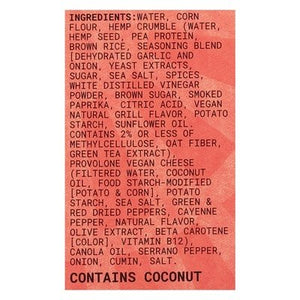 INGREDIENTS:WATER, CORN
FLOUR, HEMP CRUMBLE (WATER,
HEMP SEED, PEA PROTEIN,
BROWN RICE, SEASONING BLEND
[DEHYDRATED GARLIC AND
ONION, YEAST EXTRACTS,
SUGAR, SEA SALT, SPICES,
WHITE DISTILLED VINEGAR
POWDER, BROWN SUGAR, SMOKED
PAPRIKA, CITRIC ACID, VEGAN
NATURAL GRILL FLAVOR, POTATO
STARCH, SUNFLOWER OIL.
CONTAINS 2% OR LESS OF
METHYLCELLULOSE, OAT FIBER,
GREEN TEA EXTRACT),
PROVOLONE VEGAN CHEESE
(FILTERED WATER, COCONUT
OIL, FOOD STARCH-MODIFIED
[POTATO & CORN], POTATO
STARCH, SEA SALT, GREEN &
RED DRIED PEPPERS, CAYENNE
PEPPER, NATURAL FLAVOR,
OLIVE EXTRACT, BETA CAROTENE
[COLOR], VITAMIN B12),
CANOLA OIL, SERRANO PEPPER,
ONION, CUMIN, SALT.
CONTAINS COCONUT